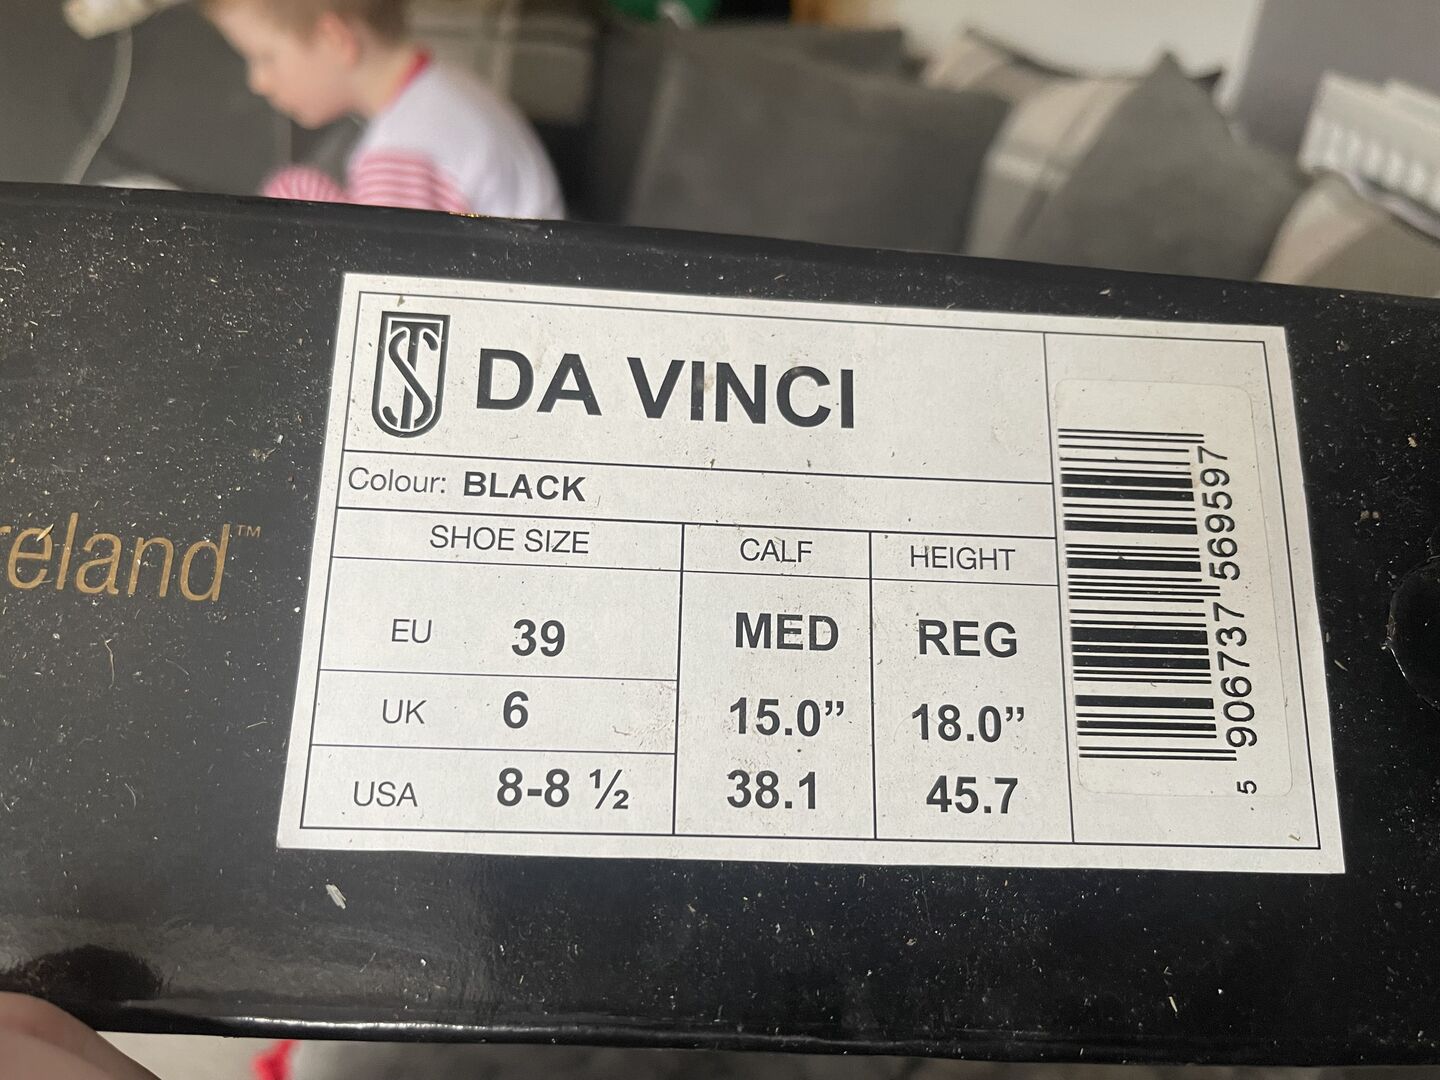 DA VINCI
Colour: BLACK
SHOE SIZE CALF HEIGHT
EU 39 MED REG
UK 6 15.0” 18.0”
USA 8-8 ½ 38.1 45.7
5 906737 569597
reland™